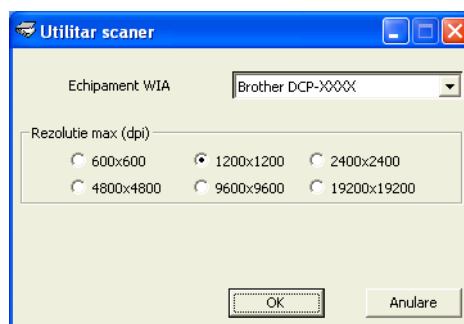 Utilitar scaner
Echipament WIA Brother DCP-XXXX
Rezolutie max (dpi)
600x600 1200x1200 2400x2400
4800x4800 9600x9600 19200x19200
OK Anulare